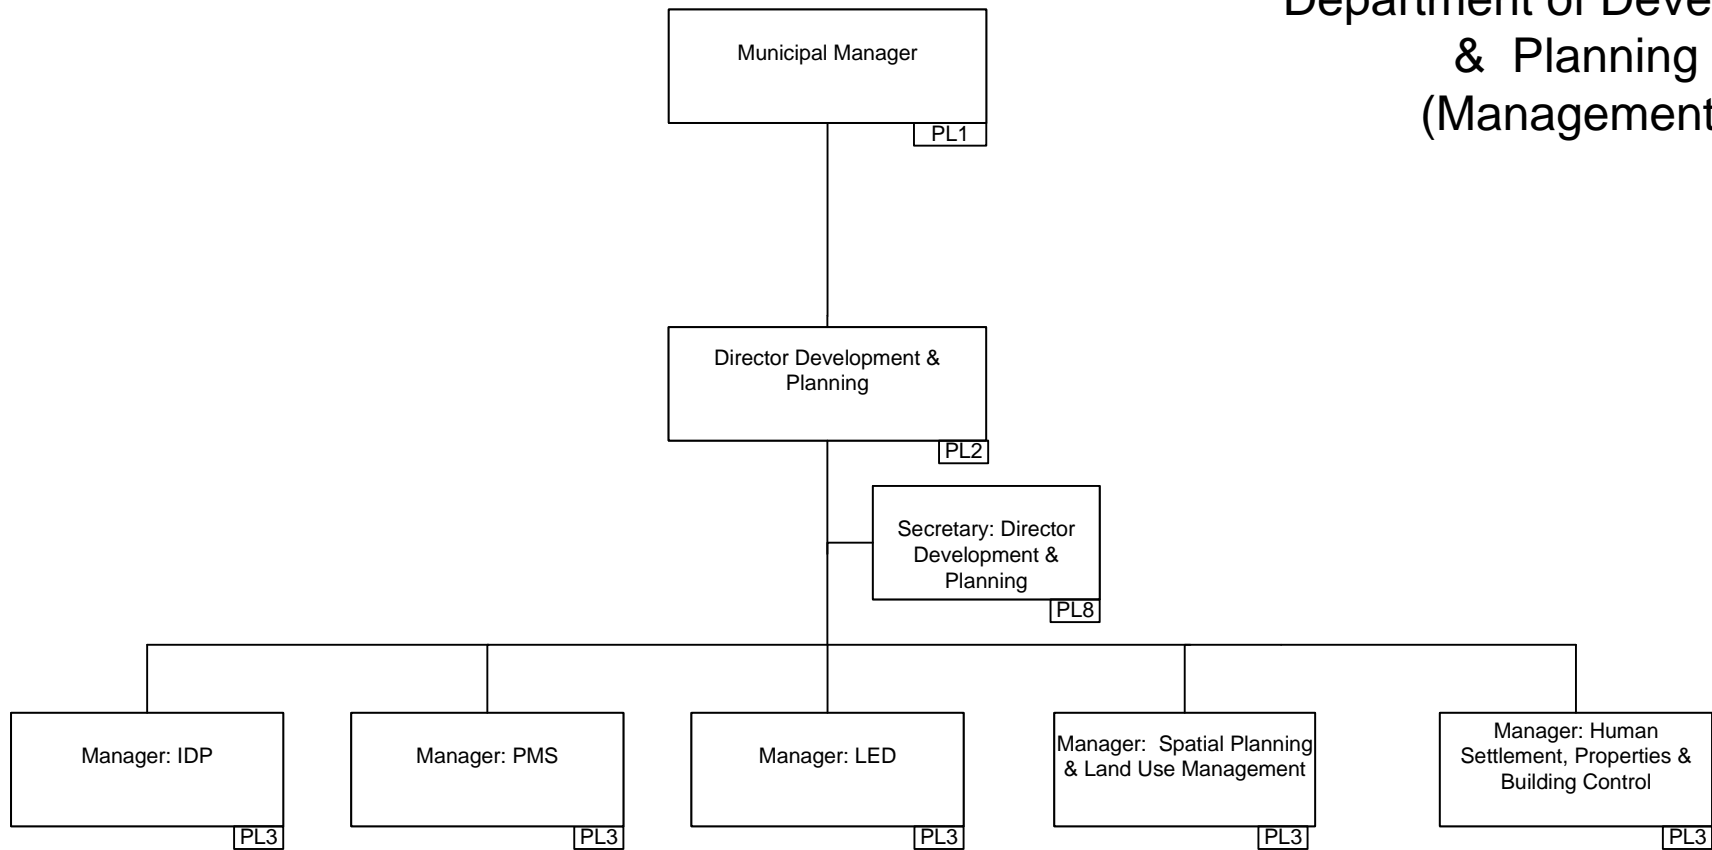 Department of Deve
& Planning
(Management
Municipal Manager
PL1
Director Development &
Planning
PL2
Secretary: Director
Development &
Planning
PL8
Manager: IDP
PL3
Manager: PMS
PL3
Manager: LED
PL3
Manager: Spatial Planning
& Land Use Management
PL3
Manager: Human
Settlement, Properties &
Building Control
PL3